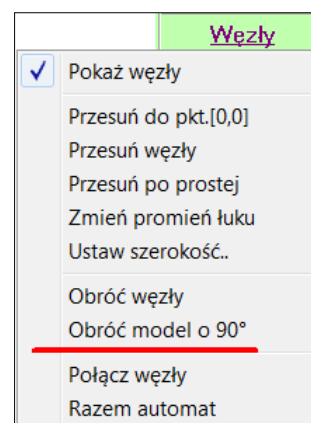 Węzły
Pokaż węzły
Przesuń do pkt.[0,0]
Przesuń węzły
Przesuń po prostej
Zmień promień łuku
Ustaw szerokość..
Obróć węzły
Obróć model o 90°
Połącz węzły
Razem automat